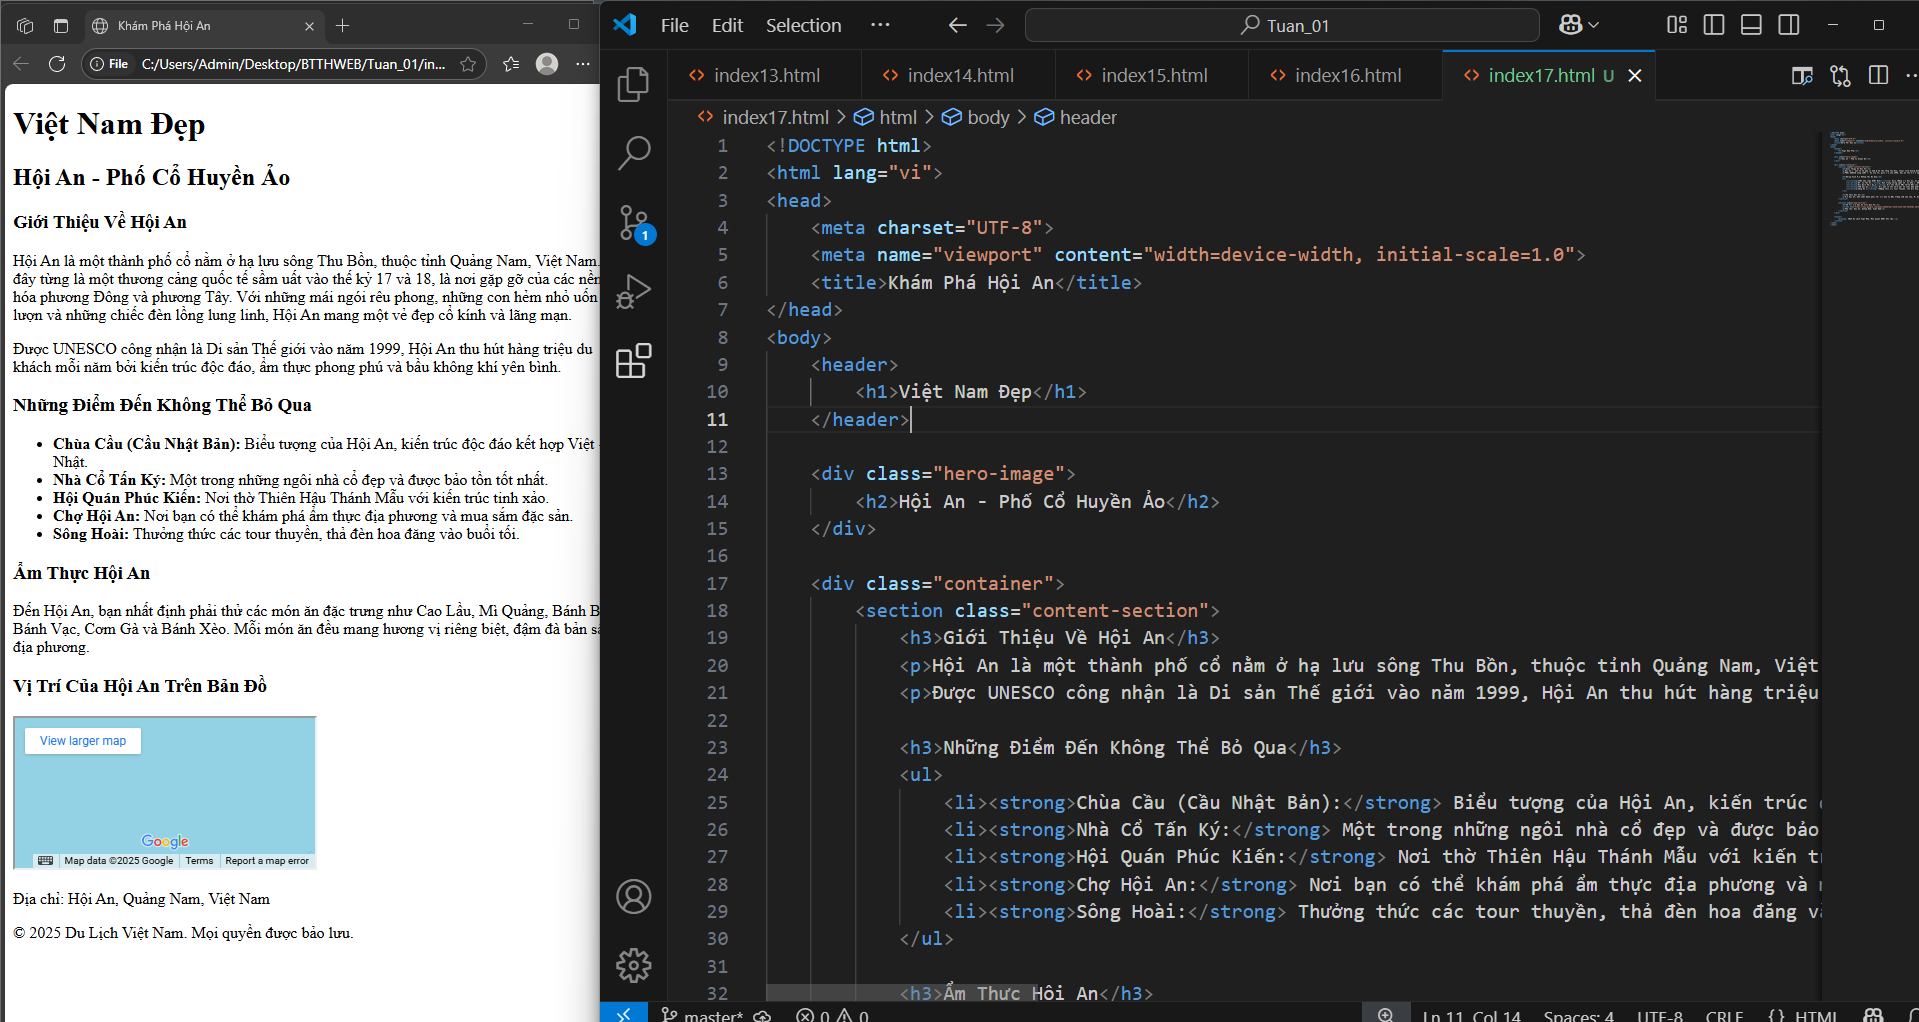 Khám Phá Hội An
File
C:/Users/Admin/Desktop/BTTHWEB/Tuan_01/in...
Việt Nam Đẹp
Hội An - Phố Cổ Huyền Ảo
Giới Thiệu Về Hội An
Hội An là một thành phố cổ nằm ở hạ lưu sông Thu Bồn, thuộc tỉnh Quảng Nam, Việt Nam.
đây từng là một thương cảng quốc tế sầm uất vào thế kỷ 17 và 18, là nơi gặp gỡ của các nền
hóa phương Đông và phương Tây. Với những mái ngói rêu phong, những con hẻm nhỏ uốn
lượn và những chiếc đèn lồng lung linh, Hội An mang một vẻ đẹp cổ kính và lãng mạn.
Được UNESCO công nhận là Di sản Thế giới vào năm 1999, Hội An thu hút hàng triệu du
khách mỗi năm bởi kiến trúc độc đáo, ẩm thực phong phú và bầu không khí yên bình.
Những Điểm Đến Không Thể Bỏ Qua
• Chùa Cầu (Cầu Nhật Bản): Biểu tượng của Hội An, kiến trúc độc đáo kết hợp Việt -
Nhật.
• Nhà Cổ Tấn Ký: Một trong những ngôi nhà cổ đẹp và được bảo tồn tốt nhất.
• Hội Quán Phúc Kiến: Nơi thờ Thiên Hậu Thánh Mẫu với kiến trúc tinh xảo.
• Chợ Hội An: Nơi bạn có thể khám phá ẩm thực địa phương và mua sắm đặc sản.
• Sông Hoài: Thưởng thức các tour thuyền, thả đèn hoa đăng vào buổi tối.
Ẩm Thực Hội An
Đến Hội An, bạn nhất định phải thử các món ăn đặc trưng như Cao Lầu, Mì Quảng, Bánh B
Bánh Vạc, Cơm Gà và Bánh Xèo. Mỗi món ăn đều mang hương vị riêng biệt, đậm đà bản
địa phương.
Vị Trí Của Hội An Trên Bản Đồ
View larger map
Google
Map data ©2025 Google Terms Report a map error
Địa chỉ: Hội An, Quảng Nam, Việt Nam
© 2025 Du Lịch Việt Nam. Mọi quyền được bảo lưu.
File Edit Selection ...
Tuan_01
index13.html index14.html index15.html index16.html index17.html U
index17.html > html > body > header
1 <!DOCTYPE html>
2 <html lang="vi">
3 <head>
4 <meta charset="UTF-8">
5 <meta name="viewport" content="width=device-width, initial-scale=1.0">
6 <title>Khám Phá Hội An</title>
7 </head>
8 <body>
9 <header>
10 <h1>Việt Nam Đẹp</h1>
11 </header>
12
13 <div class="hero-image">
14 <h2>Hội An - Phố Cổ Huyền Ảo</h2>
15 </div>
16
17 <div class="container">
18 <section class="content-section">
19 <h3>Giới Thiệu Về Hội An</h3>
20 <p>Hội An là một thành phố cổ nằm ở hạ lưu sông Thu Bồn, thuộc tỉnh Quảng Nam, Việt
21 <p>Được UNESCO công nhận là Di sản Thế giới vào năm 1999, Hội An thu hút hàng triệu
22
23 <h3>Những Điểm Đến Không Thể Bỏ Qua</h3>
24 <ul>
25 <li><strong>Chùa Cầu (Cầu Nhật Bản):</strong> Biểu tượng của Hội An, kiến trúc
26 <li><strong>Nhà Cổ Tấn Ký:</strong> Một trong những ngôi nhà cổ đẹp và được bảo
27 <li><strong>Hội Quán Phúc Kiến:</strong> Nơi thờ Thiên Hậu Thánh Mẫu với kiến
28 <li><strong>Chợ Hội An:</strong> Nơi bạn có thể khám phá ẩm thực địa phương và
29 <li><strong>Sông Hoài:</strong> Thưởng thức các tour thuyền, thả đèn hoa đăng
30 </ul>
31
32 <h3>Ẩm Thực Hội An</h3>
1
master* 0 0
Ln 11, Col 14 Spaces: 4 UTF-8 CRLF {} HTML